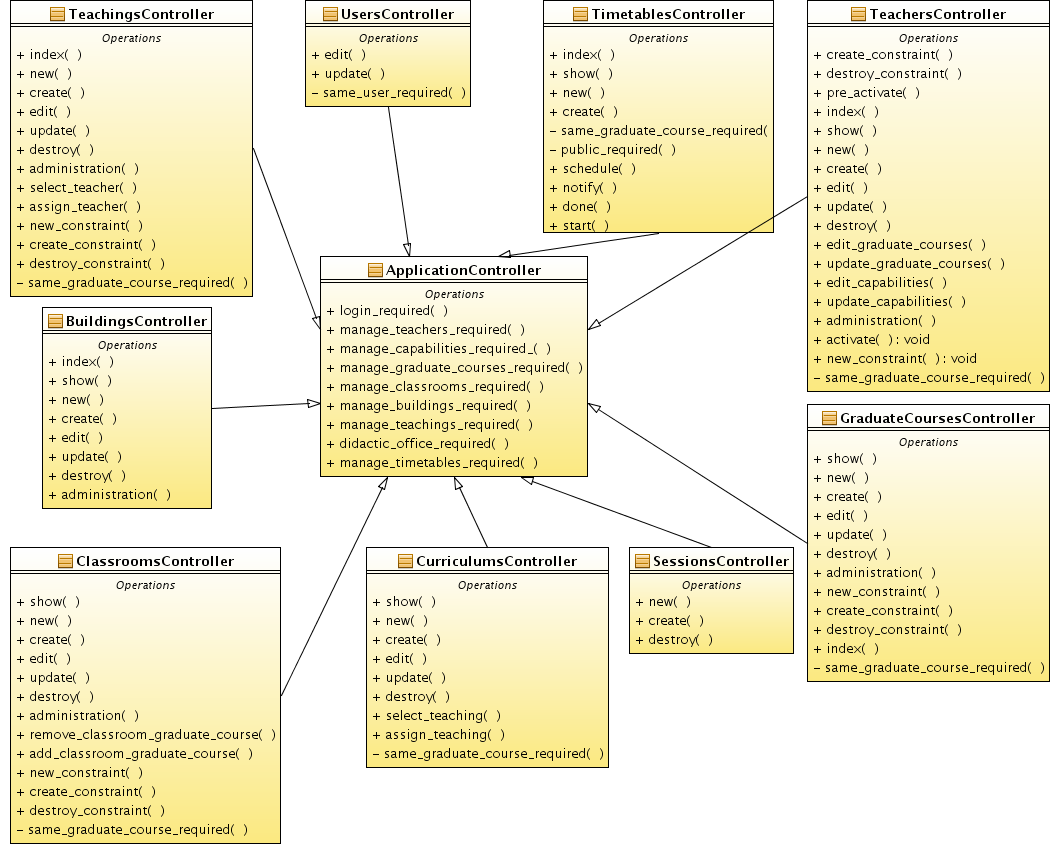 TeachingsController
Operations
+ index( )
+ new( )
+ create( )
+ edit( )
+ update( )
+ destroy( )
+ administration( )
+ select_teacher( )
+ assign_teacher( )
+ new_constraint( )
+ create_constraint( )
+ destroy_constraint( )
- same_graduate_course_required( )
UsersController
Operations
+ edit( )
+ update( )
- same_user_required( )
TimetablesController
Operations
+ index( )
+ show( )
+ new( )
+ create( )
- same_graduate_course_required(
- public_required( )
+ schedule( )
+ notify( )
+ done( )
+ start( )
TeachersController
Operations
+ create_constraint( )
+ destroy_constraint( )
+ pre_activate( )
+ index( )
+ show( )
+ new( )
+ create( )
+ edit( )
+ update( )
+ destroy( )
+ edit_graduate_courses( )
+ update_graduate_courses( )
+ edit_capabilities( )
+ update_capabilities( )
+ administration( )
+ activate( ) : void
+ new_constraint( ) : void
- same_graduate_course_required( )
ApplicationController
Operations
+ login_required( )
+ manage_teachers_required( )
+ manage_capabilities_required_( )
+ manage_graduate_courses_required( )
+ manage_classrooms_required( )
+ manage_buildings_required( )
+ manage_teachings_required( )
+ didactic_office_required( )
+ manage_timetables_required( )
BuildingsController
Operations
+ index( )
+ show( )
+ new( )
+ create( )
+ edit( )
+ update( )
+ destroy( )
+ administration( )
GraduateCoursesController
Operations
+ show( )
+ new( )
+ create( )
+ edit( )
+ update( )
+ destroy( )
+ administration( )
+ new_constraint( )
+ create_constraint( )
+ destroy_constraint( )
+ index( )
- same_graduate_course_required( )
ClassroomsController
Operations
+ show( )
+ new( )
+ create( )
+ edit( )
+ update( )
+ destroy( )
+ administration( )
+ remove_classroom_graduate_course( )
+ add_classroom_graduate_course( )
+ new_constraint( )
+ create_constraint( )
+ destroy_constraint( )
- same_graduate_course_required( )
CurriculumsController
Operations
+ show( )
+ new( )
+ create( )
+ edit( )
+ update( )
+ destroy( )
+ select_teaching( )
+ assign_teaching( )
- same_graduate_course_required( )
SessionsController
Operations
+ new( )
+ create( )
+ destroy( )